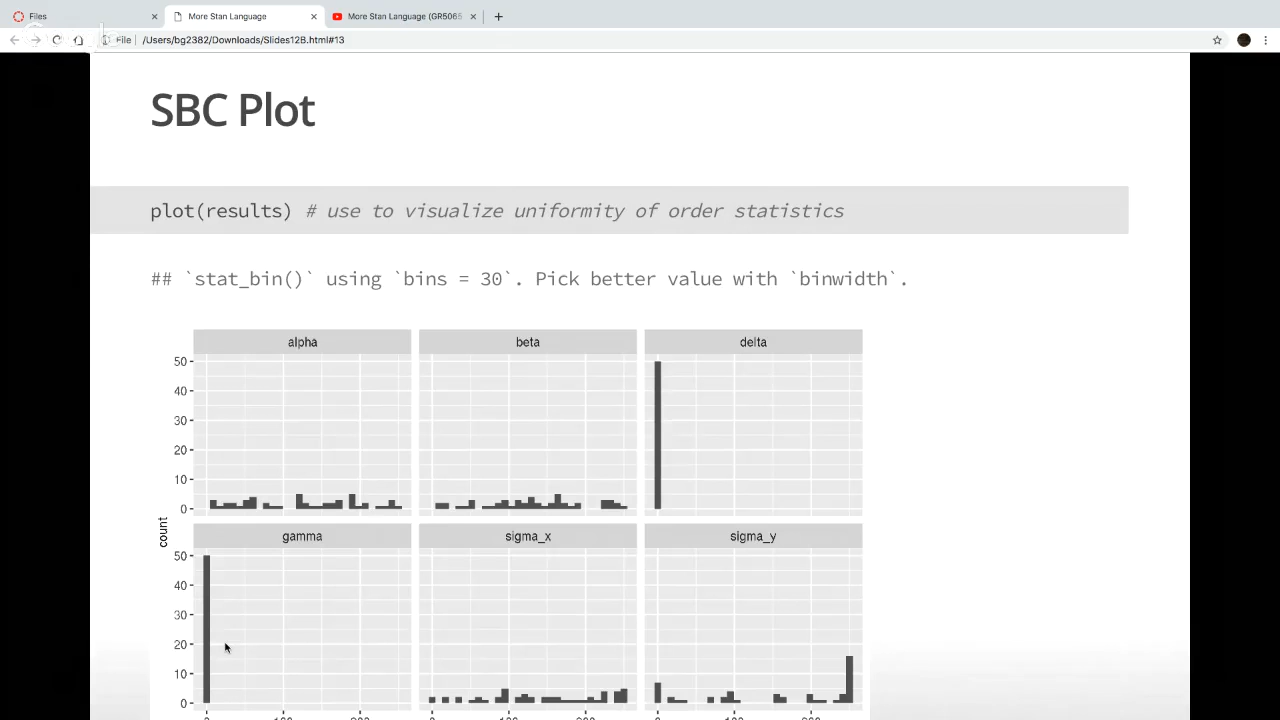 Files
More Stan Language
More Stan Language (GR5065
File /Users/bg2382/Downloads/Slides12B.html#13
SBC Plot
plot(results) # use to visualize uniformity of order statistics
## `stat_bin()` using `bins = 30`. Pick better value with `binwidth`.
alpha beta delta
50
40
30
20
10
0
count
gamma sigma_x sigma_y
50
40
30
20
10
0